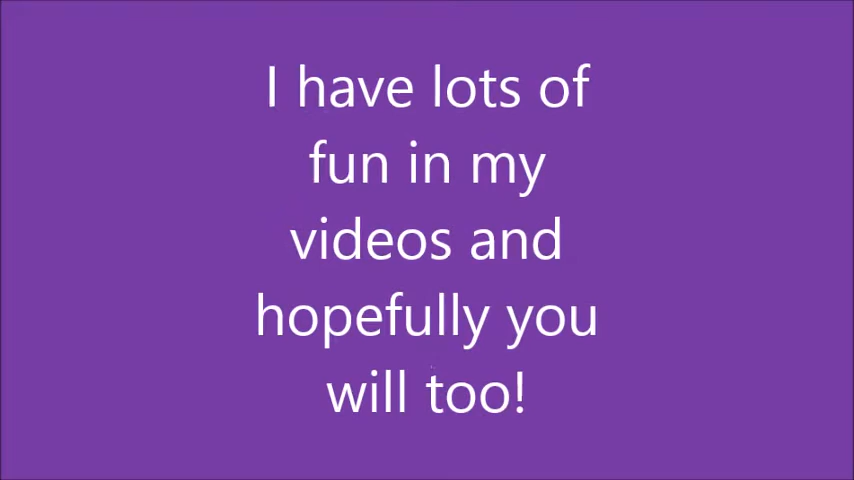 I have lots of
fun in my
videos and
hopefully you
will too!